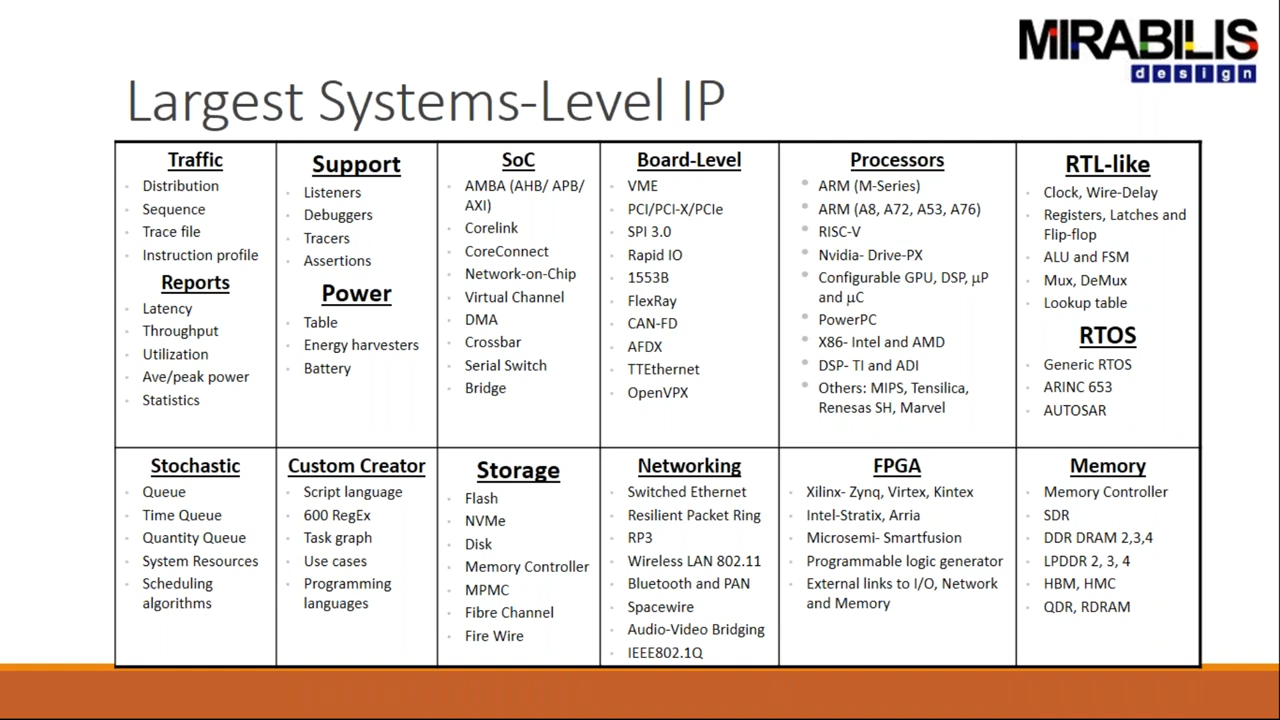 MIRABILIS
design
Largest Systems-Level IP
Traffic
Distribution
Sequence
Trace file
Instruction profile
Reports
Latency
Throughput
Utilization
Ave/peak power
Statistics
Support
Listeners
Debuggers
Tracers
Assertions
Power
Table
Energy harvesters
Battery
SoC
AMBA (AHB/ APB/
AXI)
Corelink
CoreConnect
Network-on-Chip
Virtual Channel
DMA
Crossbar
Serial Switch
Bridge
Board-Level
VME
PCI/PCI-X/PCIe
SPI 3.0
Rapid IO
1553B
FlexRay
CAN-FD
AFDX
TTEthernet
OpenVPX
Processors
ARM (M-Series)
ARM (A8, A72, A53, A76)
RISC-V
Nvidia- Drive-PX
Configurable GPU, DSP, µP
and µC
PowerPC
X86- Intel and AMD
DSP- TI and ADI
Others: MIPS, Tensilica,
Renesas SH, Marvel
RTL-like
Clock, Wire-Delay
Registers, Latches and
Flip-flop
ALU and FSM
Mux, DeMux
Lookup table
RTOS
Generic RTOS
ARINC 653
AUTOSAR
Stochastic
Queue
Time Queue
Quantity Queue
System Resources
Scheduling
algorithms
Custom Creator
Script language
600 RegEx
Task graph
Use cases
Programming
languages
Storage
Flash
NVMe
Disk
Memory Controller
MPMC
Fibre Channel
Fire Wire
Networking
Switched Ethernet
Resilient Packet Ring
RP3
Wireless LAN 802.11
Bluetooth and PAN
Spacewire
Audio-Video Bridging
IEEE802.1Q
FPGA
Xilinx- Zynq, Virtex, Kintex
Intel-Stratix, Arria
Microsemi- Smartfusion
Programmable logic generator
External links to I/O, Network
and Memory
Memory
Memory Controller
SDR
DDR DRAM 2,3,4
LPDDR 2, 3, 4
HBM, HMC
QDR, RDRAM